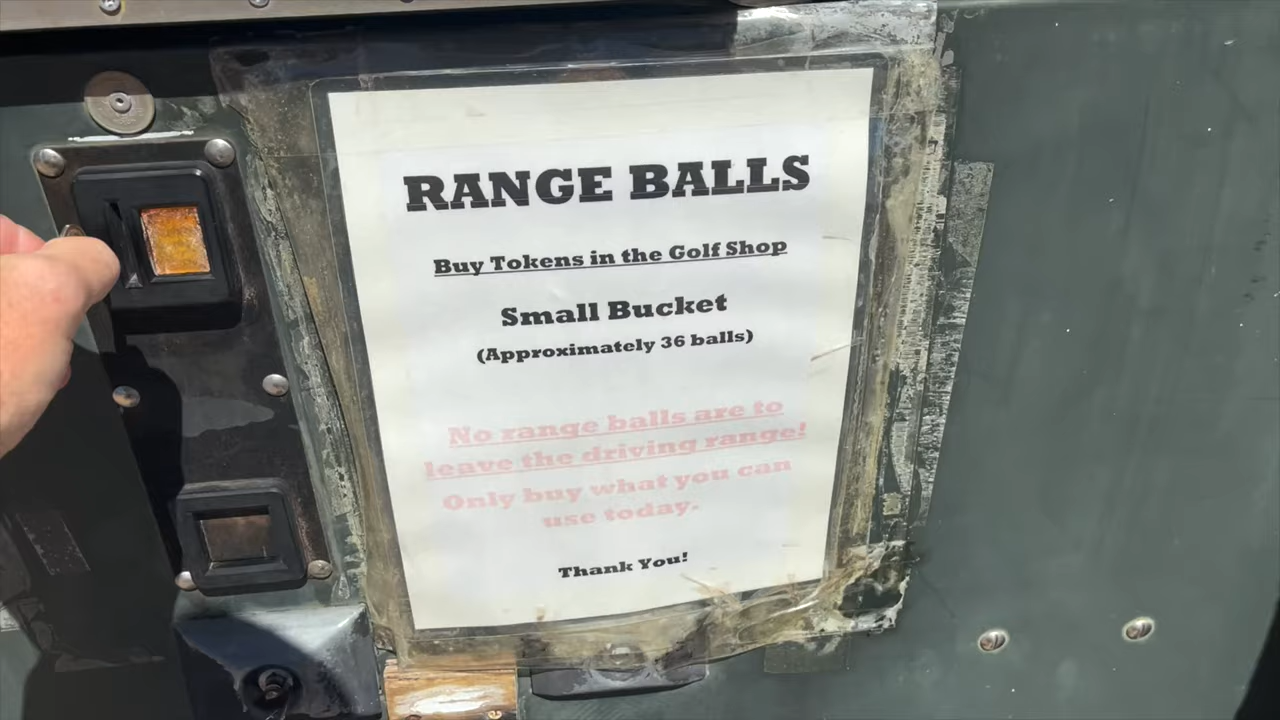 RANGE BALLS
Buy Tokens in the Golf Shop
Small Bucket
(Approximately 36 balls)
No range balls are to
leave the driving range!
Only buy what you can
use today.
Thank You!